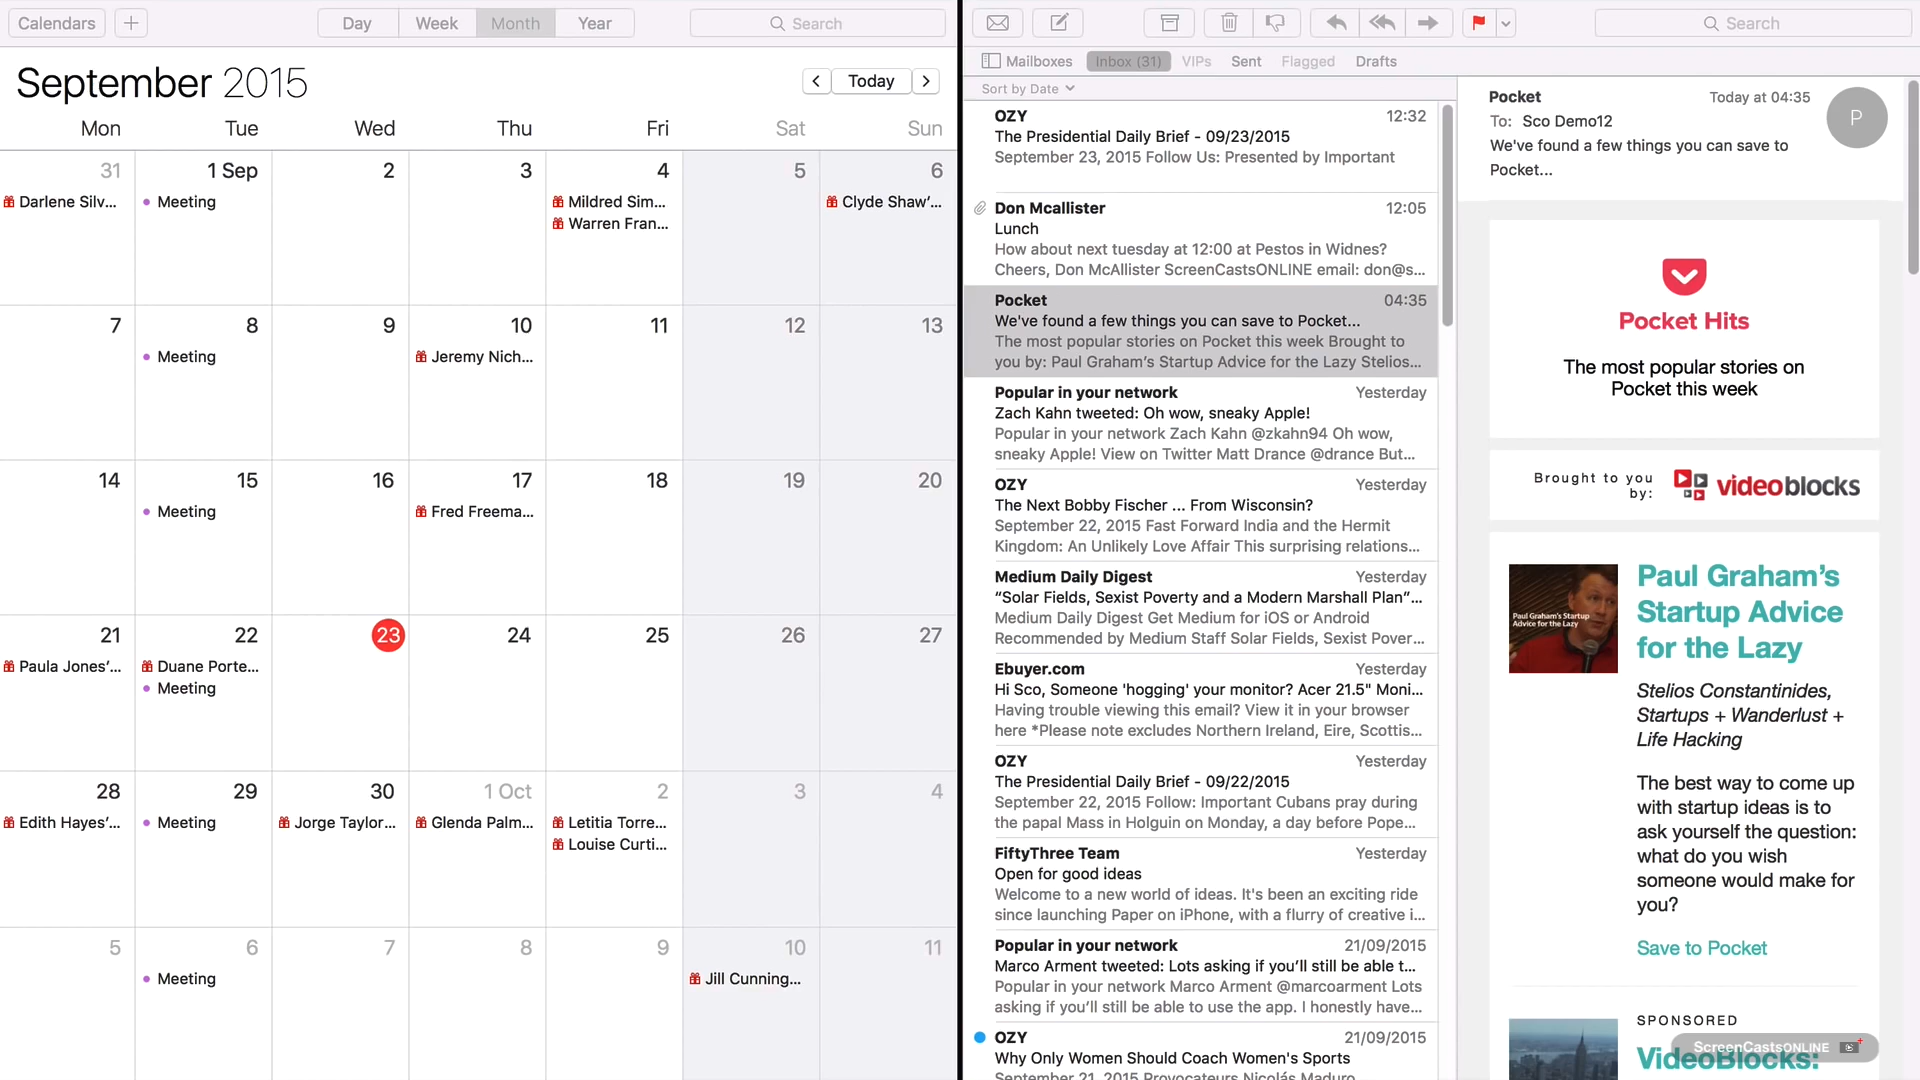 Calendars
Day Week Month Year
Search
September 2015
Today
Mon Tue Wed Thu Fri Sat Sun
31 1 Sep 2 3 4 5 6
Darlene Silv... Meeting Mildred Sim... Clyde Shaw’...
Warren Fran...
7 8 9 10 11 12 13
Meeting Jeremy Nich...
14 15 16 17 18 19 20
Meeting Fred Freema...
21 22 23 24 25 26 27
Paula Jones’... Duane Porte...
Meeting
28 29 30 1 Oct 2 3 4
Edith Hayes’... Meeting Jorge Taylor... Glenda Palm... Letitia Torre...
Louise Curti...
5 6 7 8 9 10 11
Meeting Jill Cunning...
Search
Mailboxes Inbox (31) VIPs Sent Flagged Drafts
Sort by Date
OZY 12:32
The Presidential Daily Brief - 09/23/2015
September 23, 2015 Follow Us: Presented by Important
Don Mcallister 12:05
Lunch
How about next tuesday at 12:00 at Pestos in Widnes?
Cheers, Don McAllister ScreenCastsONLINE email: don@s...
Pocket 04:35
We've found a few things you can save to Pocket...
The most popular stories on Pocket this week Brought to
you by: Paul Graham’s Startup Advice for the Lazy Stelios...
Popular in your network Yesterday
Zach Kahn tweeted: Oh wow, sneaky Apple!
Popular in your network Zach Kahn @zkahn94 Oh wow,
sneaky Apple! View on Twitter Matt Drance @drance But...
OZY Yesterday
The Next Bobby Fischer ... From Wisconsin?
September 22, 2015 Fast Forward India and the Hermit
Kingdom: An Unlikely Love Affair This surprising relations...
Medium Daily Digest Yesterday
“Solar Fields, Sexist Poverty and a Modern Marshall Plan”...
Medium Daily Digest Get Medium for iOS or Android
Recommended by Medium Staff Solar Fields, Sexist Pover...
Ebuyer.com Yesterday
Hi Sco, Someone 'hogging' your monitor? Acer 21.5" Moni...
Having trouble viewing this email? View it in your browser
here *Please note excludes Northern Ireland, Eire, Scottis...
OZY Yesterday
The Presidential Daily Brief - 09/22/2015
September 22, 2015 Follow: Important Cubans pray during
the papal Mass in Holguin on Monday, a day before Pope...
FiftyThree Team Yesterday
Open for good ideas
Welcome to a new world of ideas. It's been an exciting ride
since launching Paper on iPhone, with a flurry of creative i...
Popular in your network 21/09/2015
Marco Arment tweeted: Lots asking if you’ll still be able t...
Popular in your network Marco Arment @marcoarment Lots
asking if you’ll still be able to use the app. I honestly have...
OZY 21/09/2015
Why Only Women Should Coach Women's Sports
September 21, 2015 Provocateurs Nicolás Maduro
Pocket Today at 04:35
P
To: Sco Demo12
We've found a few things you can save to
Pocket...
Pocket Hits
The most popular stories on
Pocket this week
Brought to you
by:
videoblocks
Paul Graham's Startup
Advice for the Lazy
Paul Graham’s
Startup Advice
for the Lazy
Stelios Constantinides,
Startups + Wanderlust +
Life Hacking
The best way to come up
with startup ideas is to
ask yourself the question:
what do you wish
someone would make for
you?
Save to Pocket
SPONSORED
VideoBlocks:
ScreenCastsONLINE